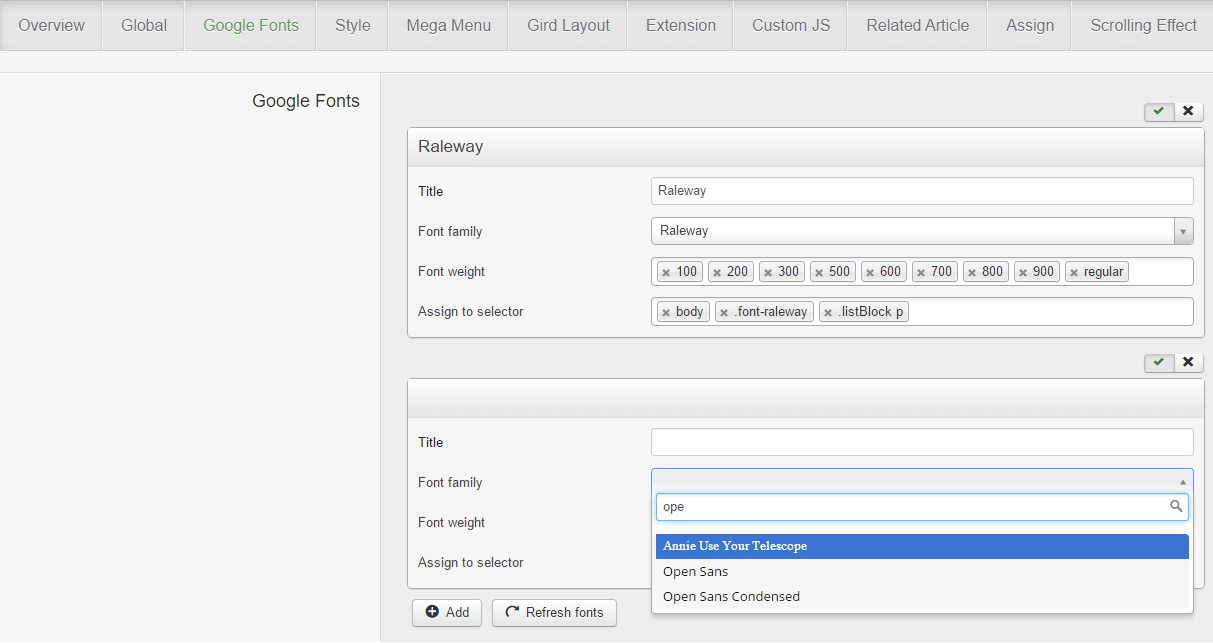 Overview Global Google Fonts Style Mega Menu Gird Layout Extension Custom JS Related Article Assign Scrolling Effect
Google Fonts
Raleway
Title Raleway
Font family Raleway
Font weight 100 200 300 500 600 700 800 900 regular
Assign to selector body .font-raleway .listBlock p
Title
Font family
ope
Font weight
Annie Use Your Telescope
Assign to selector
Open Sans
Open Sans Condensed
Add Refresh fonts